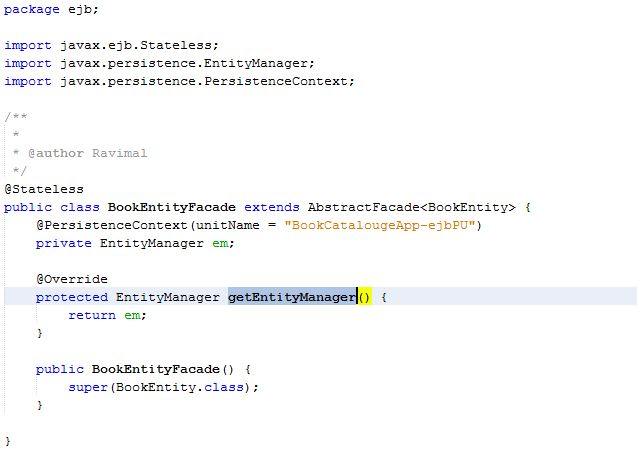 package ejb;
import javax.ejb.Stateless;
import javax.persistence.EntityManager;
import javax.persistence.PersistenceContext;
/**
 *
 * @author Ravimal
 */
@Stateless
public class BookEntityFacade extends AbstractFacade<BookEntity> {
    @PersistenceContext(unitName = "BookCatalougeApp-ejbPU")
    private EntityManager em;
    @Override
    protected EntityManager getEntityManager() {
        return em;
    }
    public BookEntityFacade() {
        super(BookEntity.class);
    }
}